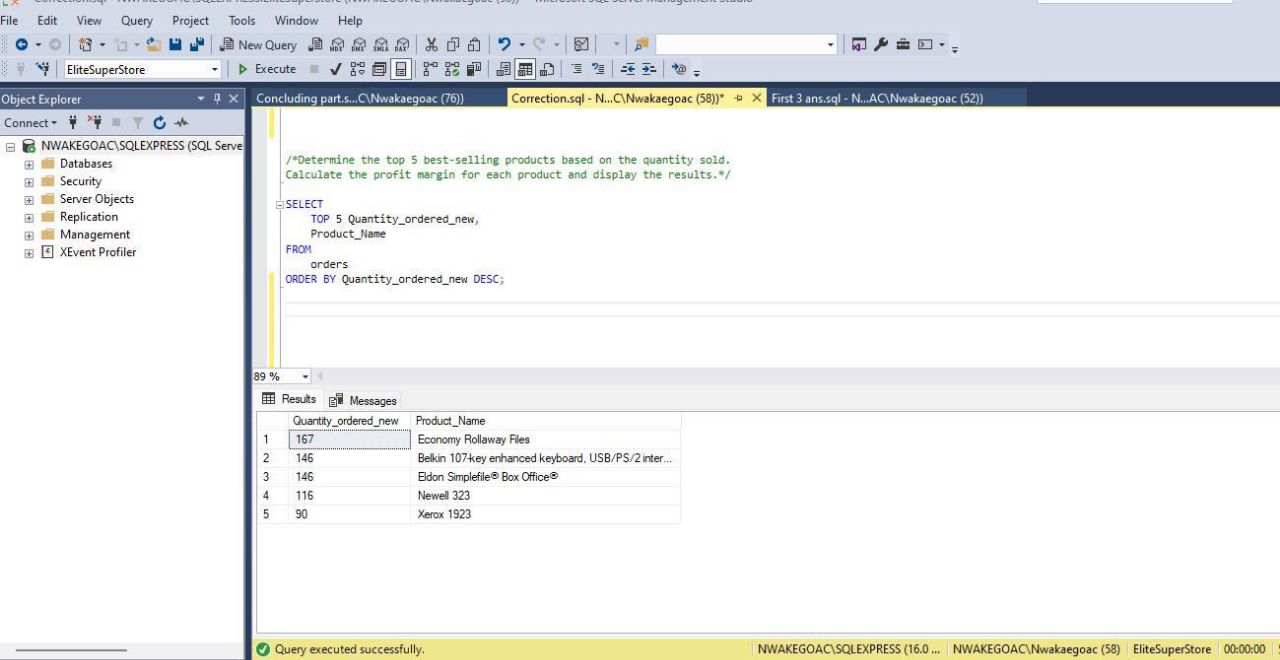 File Edit View Query Project Tools Window Help
New Query
MDX DMX XMLA DAX
EliteSuperStore Execute
Object Explorer
Concluding part.s...C\Nwakaegoac (76))
Correction.sql - N...C\Nwakaegoac (58))*
First 3 ans.sql - N...AC\Nwakaegoac (52))
Connect
NWAKEGOAC\SQLEXPRESS (SQL Serve
Databases
Security
Server Objects
Replication
Management
XEvent Profiler
/*Determine the top 5 best-selling products based on the quantity sold.
Calculate the profit margin for each product and display the results.*/
SELECT
TOP 5 Quantity_ordered_new,
Product_Name
FROM
orders
ORDER BY Quantity_ordered_new DESC;
89 %
Results Messages
Quantity_ordered_new Product_Name
1 167 Economy Rollaway Files
2 146 Belkin 107-key enhanced keyboard, USB/PS/2 inter...
3 146 Eldon Simplefile® Box Office®
4 116 Newell 323
5 90 Xerox 1923
Query executed successfully.
NWAKEGOAC\SQLEXPRESS (16.0 ... NWAKEGOAC\Nwakaegoac (58) EliteSuperStore 00:00:00